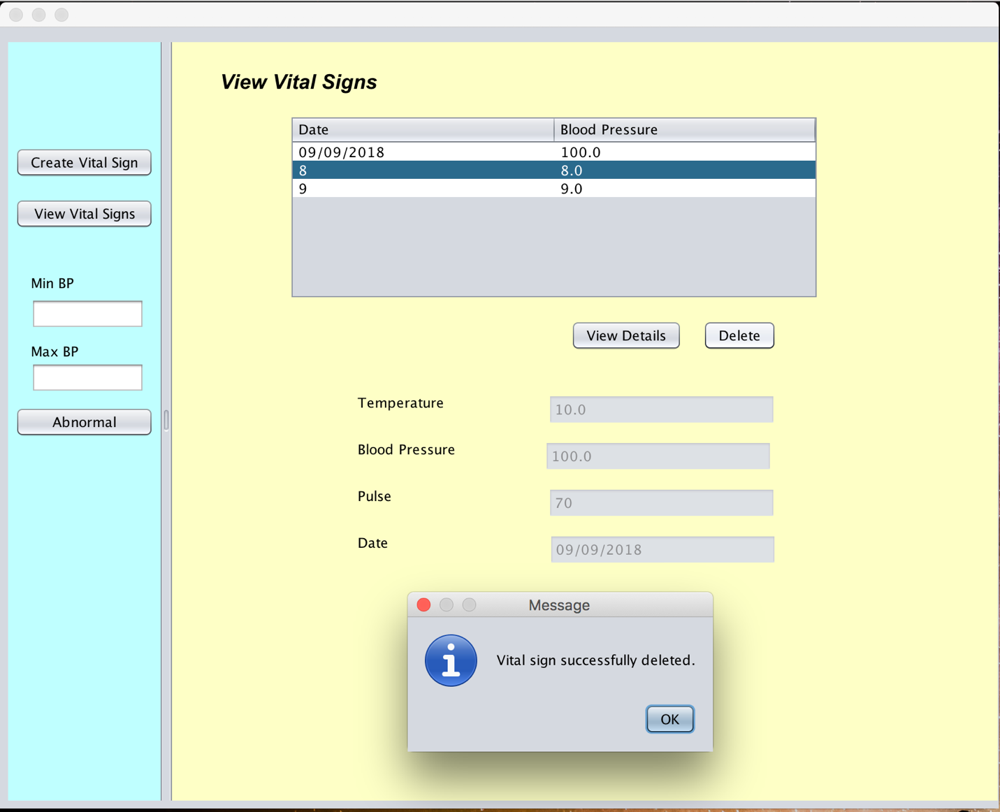 View Vital Signs
Date Blood Pressure
09/09/2018 100.0
8 8.0
9 9.0
Create Vital Sign
View Vital Signs
Min BP
Max BP
Abnormal
View Details Delete
Temperature 10.0
Blood Pressure 100.0
Pulse 70
Date 09/09/2018
Message
Vital sign successfully deleted.
OK